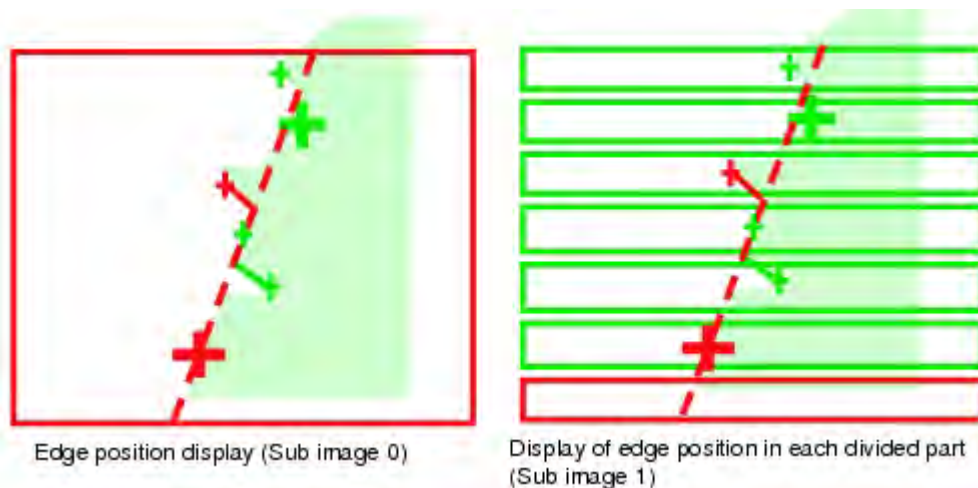 Edge position display (Sub image 0)
Display of edge position in each divided part
(Sub image 1)